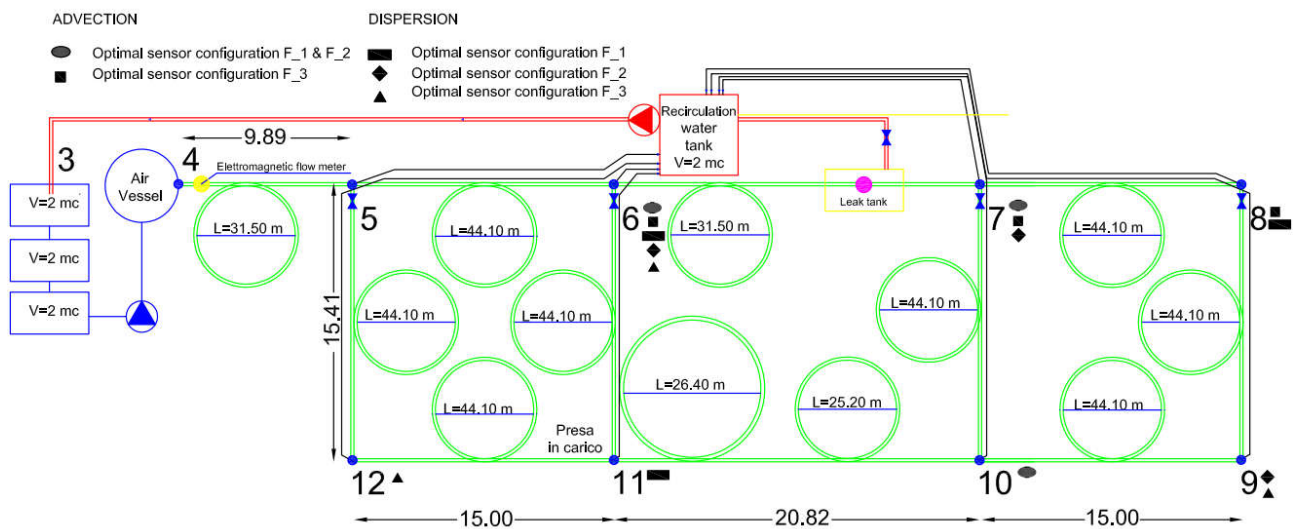 ADVECTION
DISPERSION
Optimal sensor configuration F_1 & F_2
Optimal sensor configuration F_3
Optimal sensor configuration F_1
Optimal sensor configuration F_2
Optimal sensor configuration F_3
9.89
Recirculation
water
tank
V=2 mc
3
4
Elettromagnetic flow meter
Air
Vessel
V=2 mc
V=2 mc
V=2 mc
5
6
7
8
Leak tank
L=31.50 m
L=44.10 m
L=31.50 m
L=44.10 m
L=44.10 m
L=44.10 m
L=44.10 m
L=44.10 m
15.41
L=44.10 m
L=26.40 m
L=25.20 m
L=44.10 m
Presa
in carico
12
11
10
9
15.00
20.82
15.00